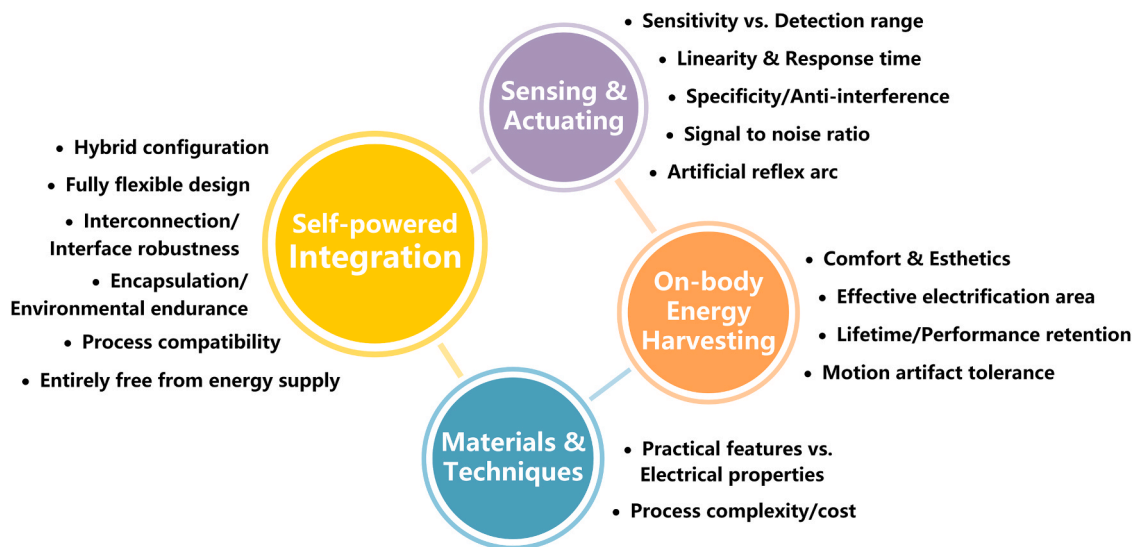 Sensing &
Actuating
• Sensitivity vs. Detection range
• Linearity & Response time
• Specificity/Anti-interference
• Signal to noise ratio
• Artificial reflex arc
Self-powered
Integration
• Hybrid configuration
• Fully flexible design
• Interconnection/
Interface robustness
• Encapsulation/
Environmental endurance
• Process compatibility
• Entirely free from energy supply
On-body
Energy
Harvesting
• Comfort & Esthetics
• Effective electrification area
• Lifetime/Performance retention
• Motion artifact tolerance
Materials &
Techniques
• Practical features vs.
Electrical properties
• Process complexity/cost